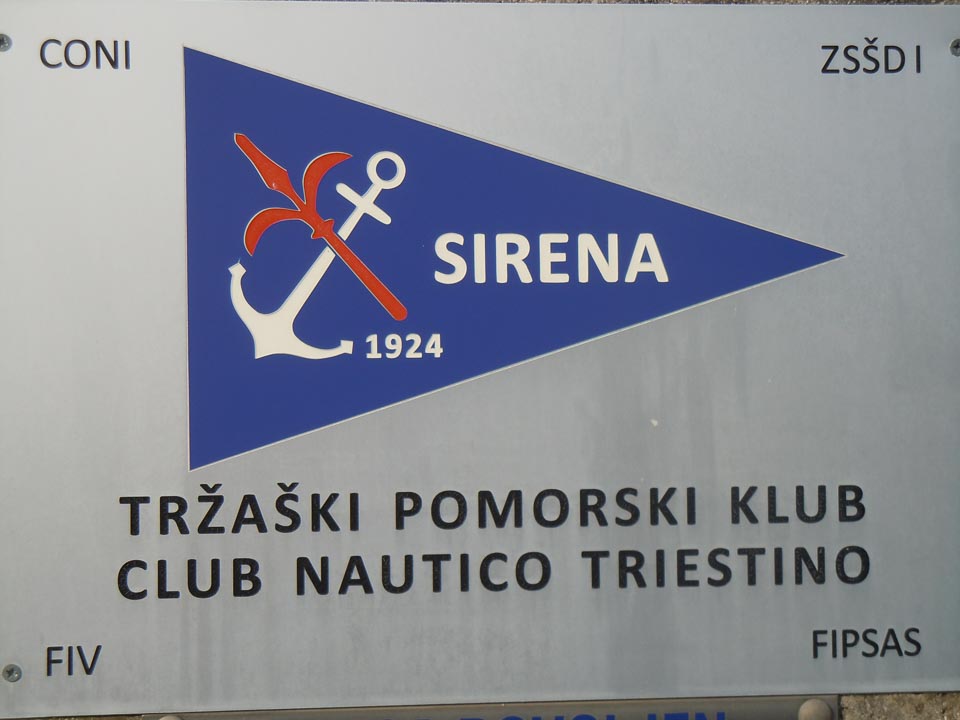 CONI
ZSŠDI
SIRENA
1924
TRŽAŠKI POMORSKI KLUB
CLUB NAUTICO TRIESTINO
FIV
FIPSAS